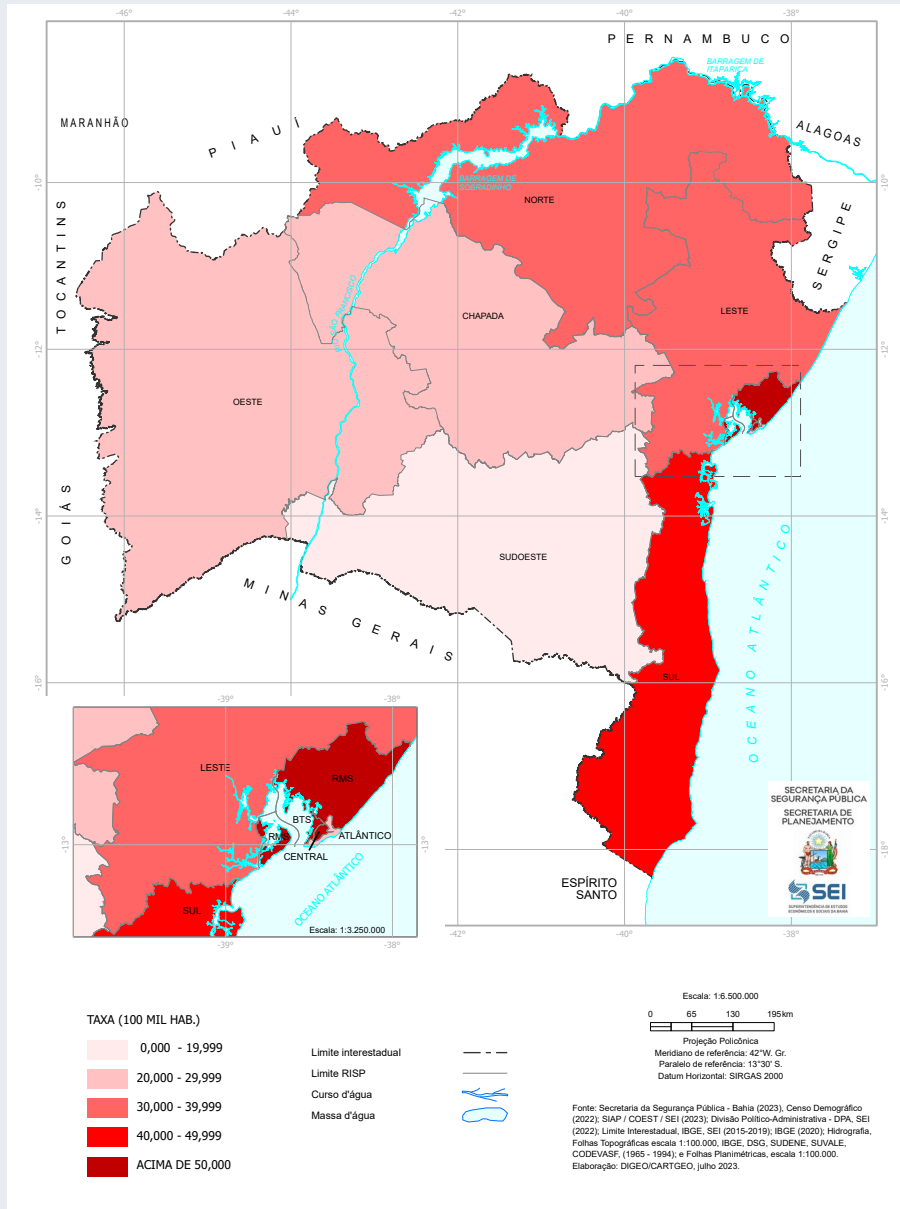 -46°
-44°
-42°
-40°
-38°
PERNAMBUCO
BARRAGEM DE
ITAPARICA
MARANHÃO
PIAUÍ
ALAGOAS
-10°
-10°
BARRAGEM DE
SOBRADINHO
NORTE
SERGIPE
TOCANTINS
RIO SÃO FRANCISCO
CHAPADA
LESTE
-12°
-12°
OESTE
GOIÁS
-14°
-14°
SUDOESTE
MINAS GERAIS
OCEANO ATLÂNTICO
SUL
-16°
-16°
-39°
-38°
LESTE
RMS
BTS
RMS
ATLÂNTICO
CENTRAL
-13°
-13°
OCEANO ATLÂNTICO
SUL
Escala: 1:3.250.000
-39°
-38°
SECRETARIA DA
SEGURANÇA PÚBLICA
SECRETARIA DE
PLANEJAMENTO
SEI
SUPERINTENDÊNCIA DE ESTUDOS
ECONÔMICOS E SOCIAIS DA BAHIA
-18°
ESPÍRITO
SANTO
-42°
-40°
-38°
TAXA (100 MIL HAB.)
0,000 - 19,999
20,000 - 29,999
30,000 - 39,999
40,000 - 49,999
ACIMA DE 50,000
Limite interestadual
Limite RISP
Curso d'água
Massa d'água
Escala: 1:6.500.000
0 65 130 195km
Projeção Policônica
Meridiano de referência: 42°W. Gr.
Paralelo de referência: 13°30' S.
Datum Horizontal: SIRGAS 2000
Fonte: Secretaria da Segurança Pública - Bahia (2023), Censo Demográfico
(2022); SIAP / COEST / SEI (2023); Divisão Político-Administrativa - DPA, SEI
(2022); Limite Interestadual, IBGE, SEI (2015-2019); IBGE (2020); Hidrografia,
Folhas Topográficas escala 1:100.000, IBGE, DSG, SUDENE, SUVALE,
CODEVASF, (1965 - 1994); e Folhas Planimétricas, escala 1:100.000.
Elaboração: DIGEO/CARTGEO, julho 2023.